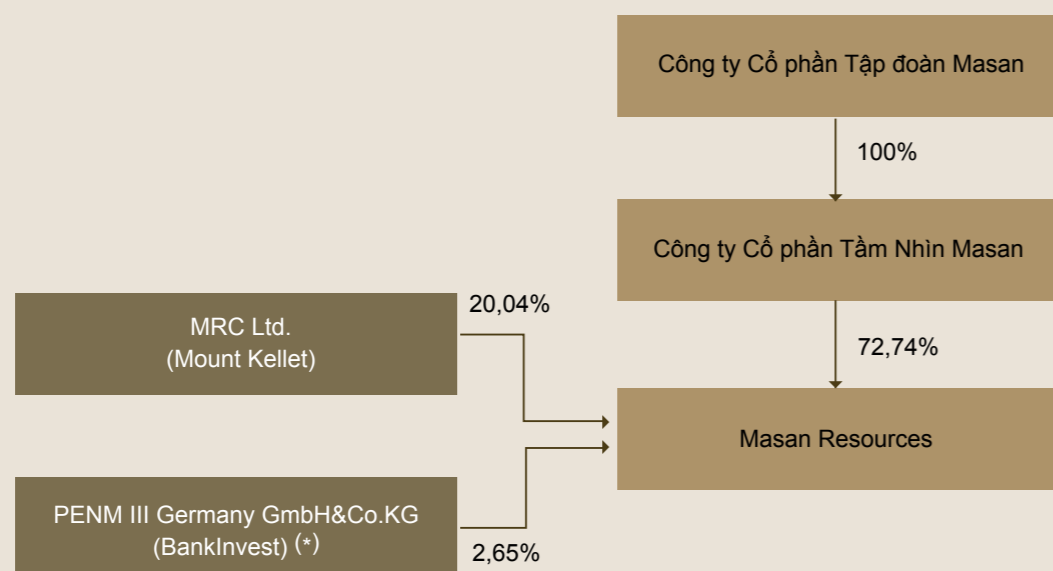 Công ty Cổ phần Tập đoàn Masan
100%
Công ty Cổ phần Tầm Nhìn Masan
72,74%
Masan Resources
MRC Ltd.
(Mount Kellet)
20,04%
PENM III Germany GmbH&Co.KG
(BankInvest) (*)
2,65%